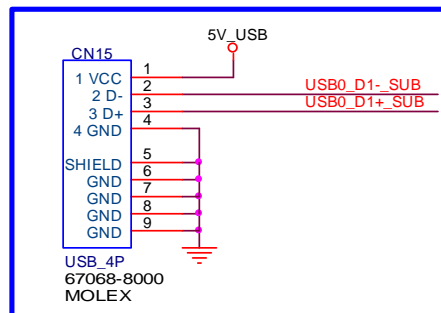 5V_USB
CN15
1 VCC 1
2 D- 2 USB0_D1-_SUB
3 D+ 3 USB0_D1+_SUB
4 GND 4
SHIELD 5
GND 6
GND 7
GND 8
GND 9
USB_4P
67068-8000
MOLEX